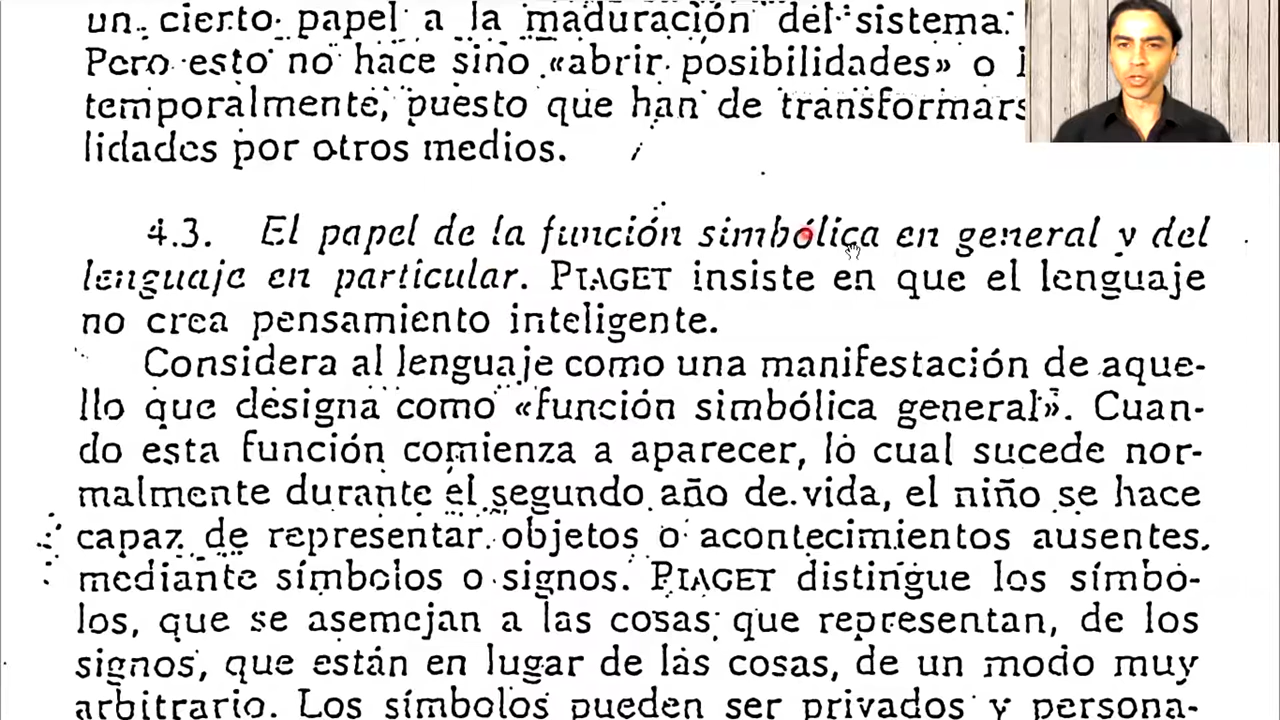 un cierto papel a la maduración del sistema
Pero esto no hace sino «abrir posibilidades» o
temporalmente, puesto que han de transformars
lidades por otros medios.
4.3. El papel de la función simbólica en general y del
lenguaje en particular. PIAGET insiste en que el lenguaje
no crea pensamiento inteligente.
Considera al lenguaje como una manifestación de aque-
llo que designa como «función simbólica general». Cuan-
do esta función comienza a aparecer, lo cual sucede nor-
malmente durante el segundo año de vida, el niño se hace
capaz de representar objetos o acontecimientos ausentes
mediante símbolos o signos. PIAGET distingue los símbo-
los, que se asemejan a las cosas que representan, de los
signos, que están en lugar de las cosas, de un modo muy
arbitrario. Los símbolos pueden ser privados y persona-